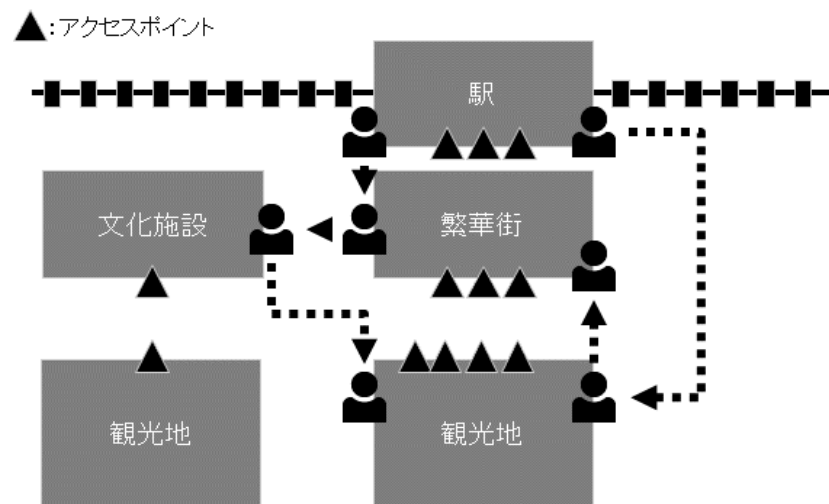 ▲:アクセスポイント
駅
文化施設
繁華街
観光地
観光地